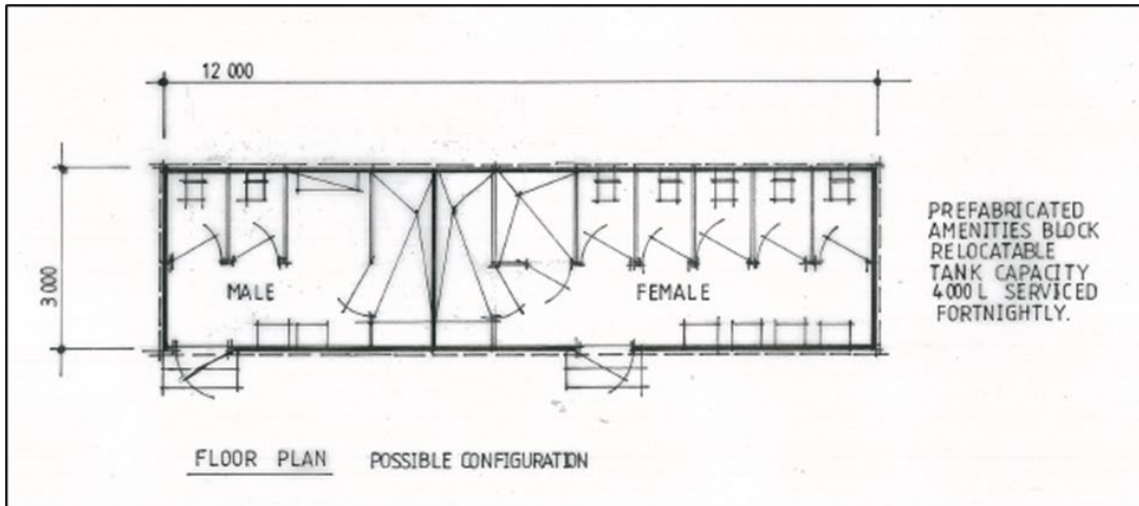 12 000
3 000
MALE
FEMALE
PREFABRICATED
AMENITIES BLOCK
RELOCATABLE
TANK CAPACITY
4000 L SERVICED
FORTNIGHTLY.
FLOOR PLAN POSSIBLE CONFIGURATION